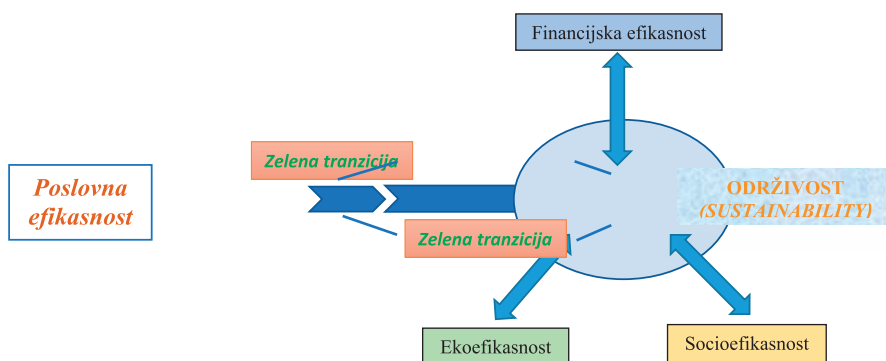 Financijska efikasnost
Zelena tranzicija
Poslovna
efikasnost
ODRŽIVOST
(SUSTAINABILITY)
Zelena tranzicija
Ekoefikasnost
Socioefikasnost